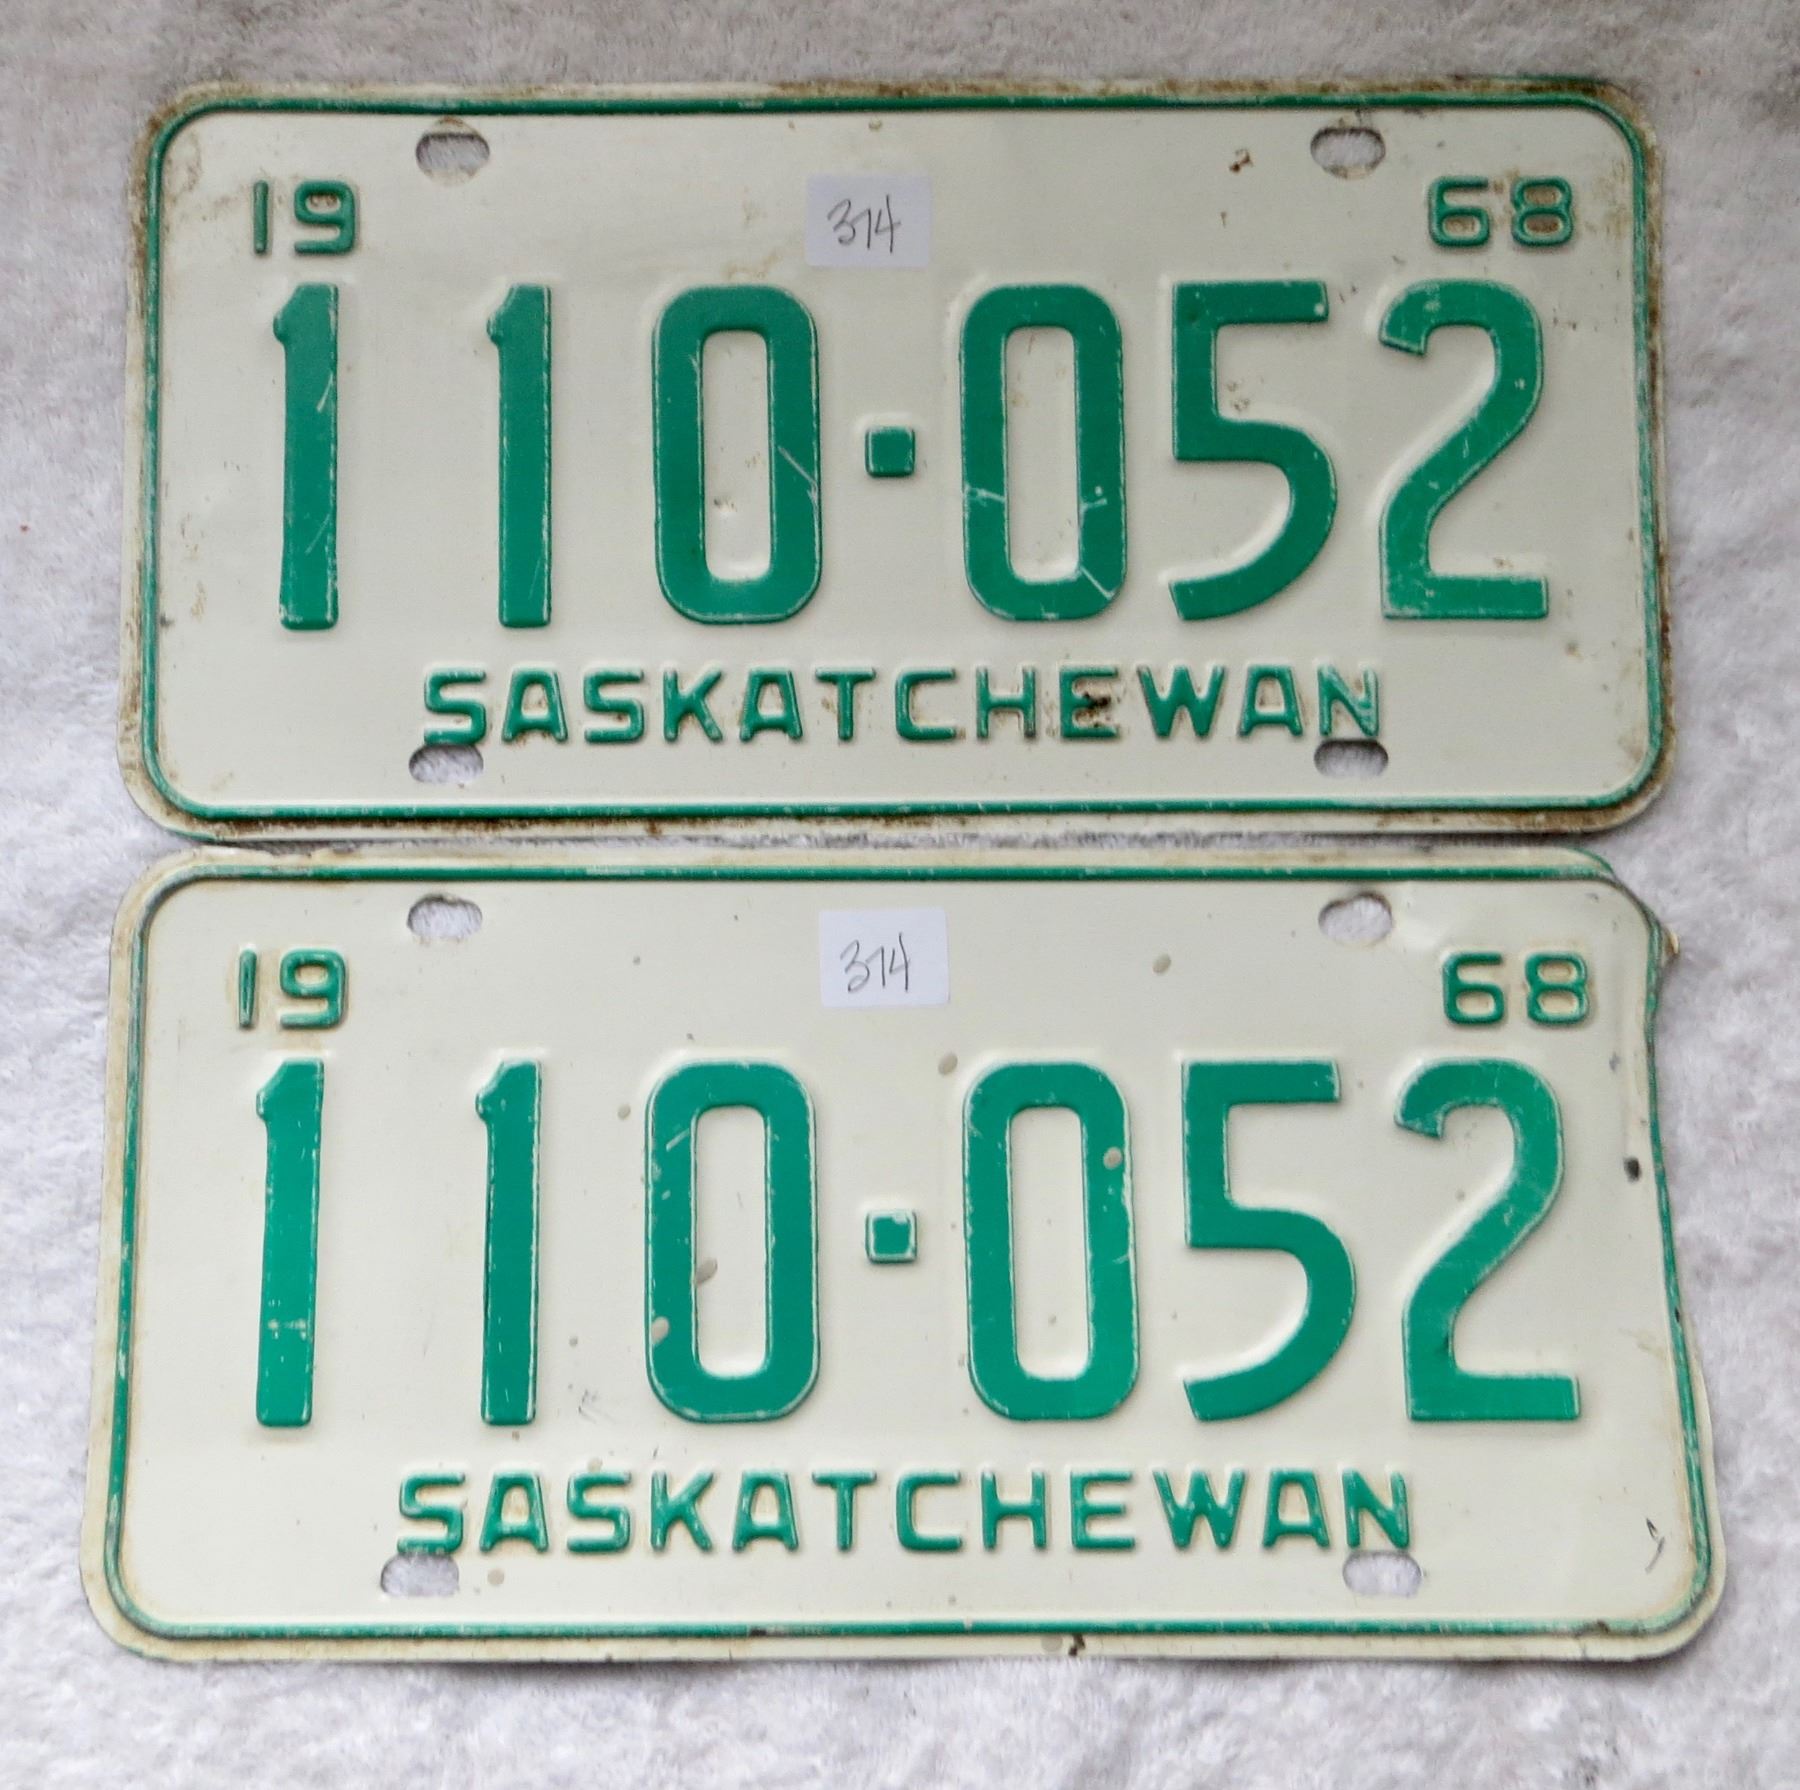 19 374 68
110·052
SASKATCHEWAN
19 374 68
110·052
SASKATCHEWAN